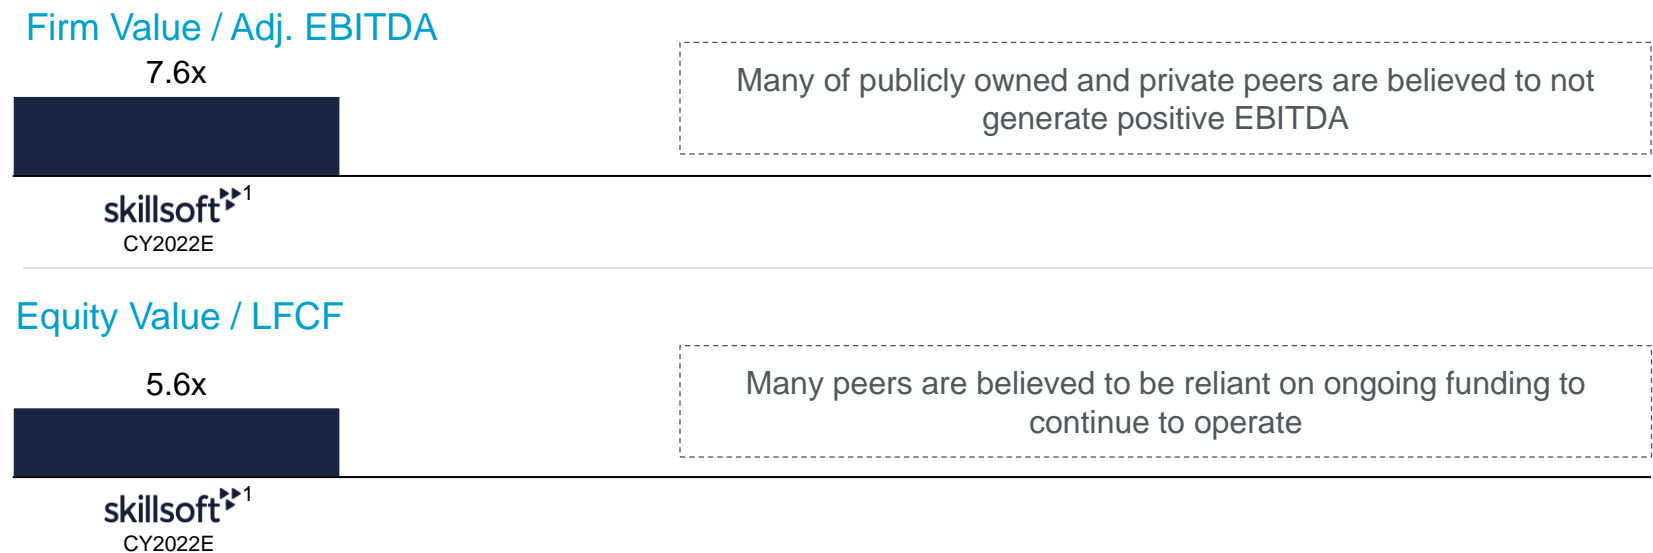 Firm Value / Adj. EBITDA
7.6x
Many of publicly owned and private peers are believed to not
generate positive EBITDA
skillsoft1
CY2022E
Equity Value / LFCF
5.6x
Many peers are believed to be reliant on ongoing funding to
continue to operate
skillsoft1
CY2022E